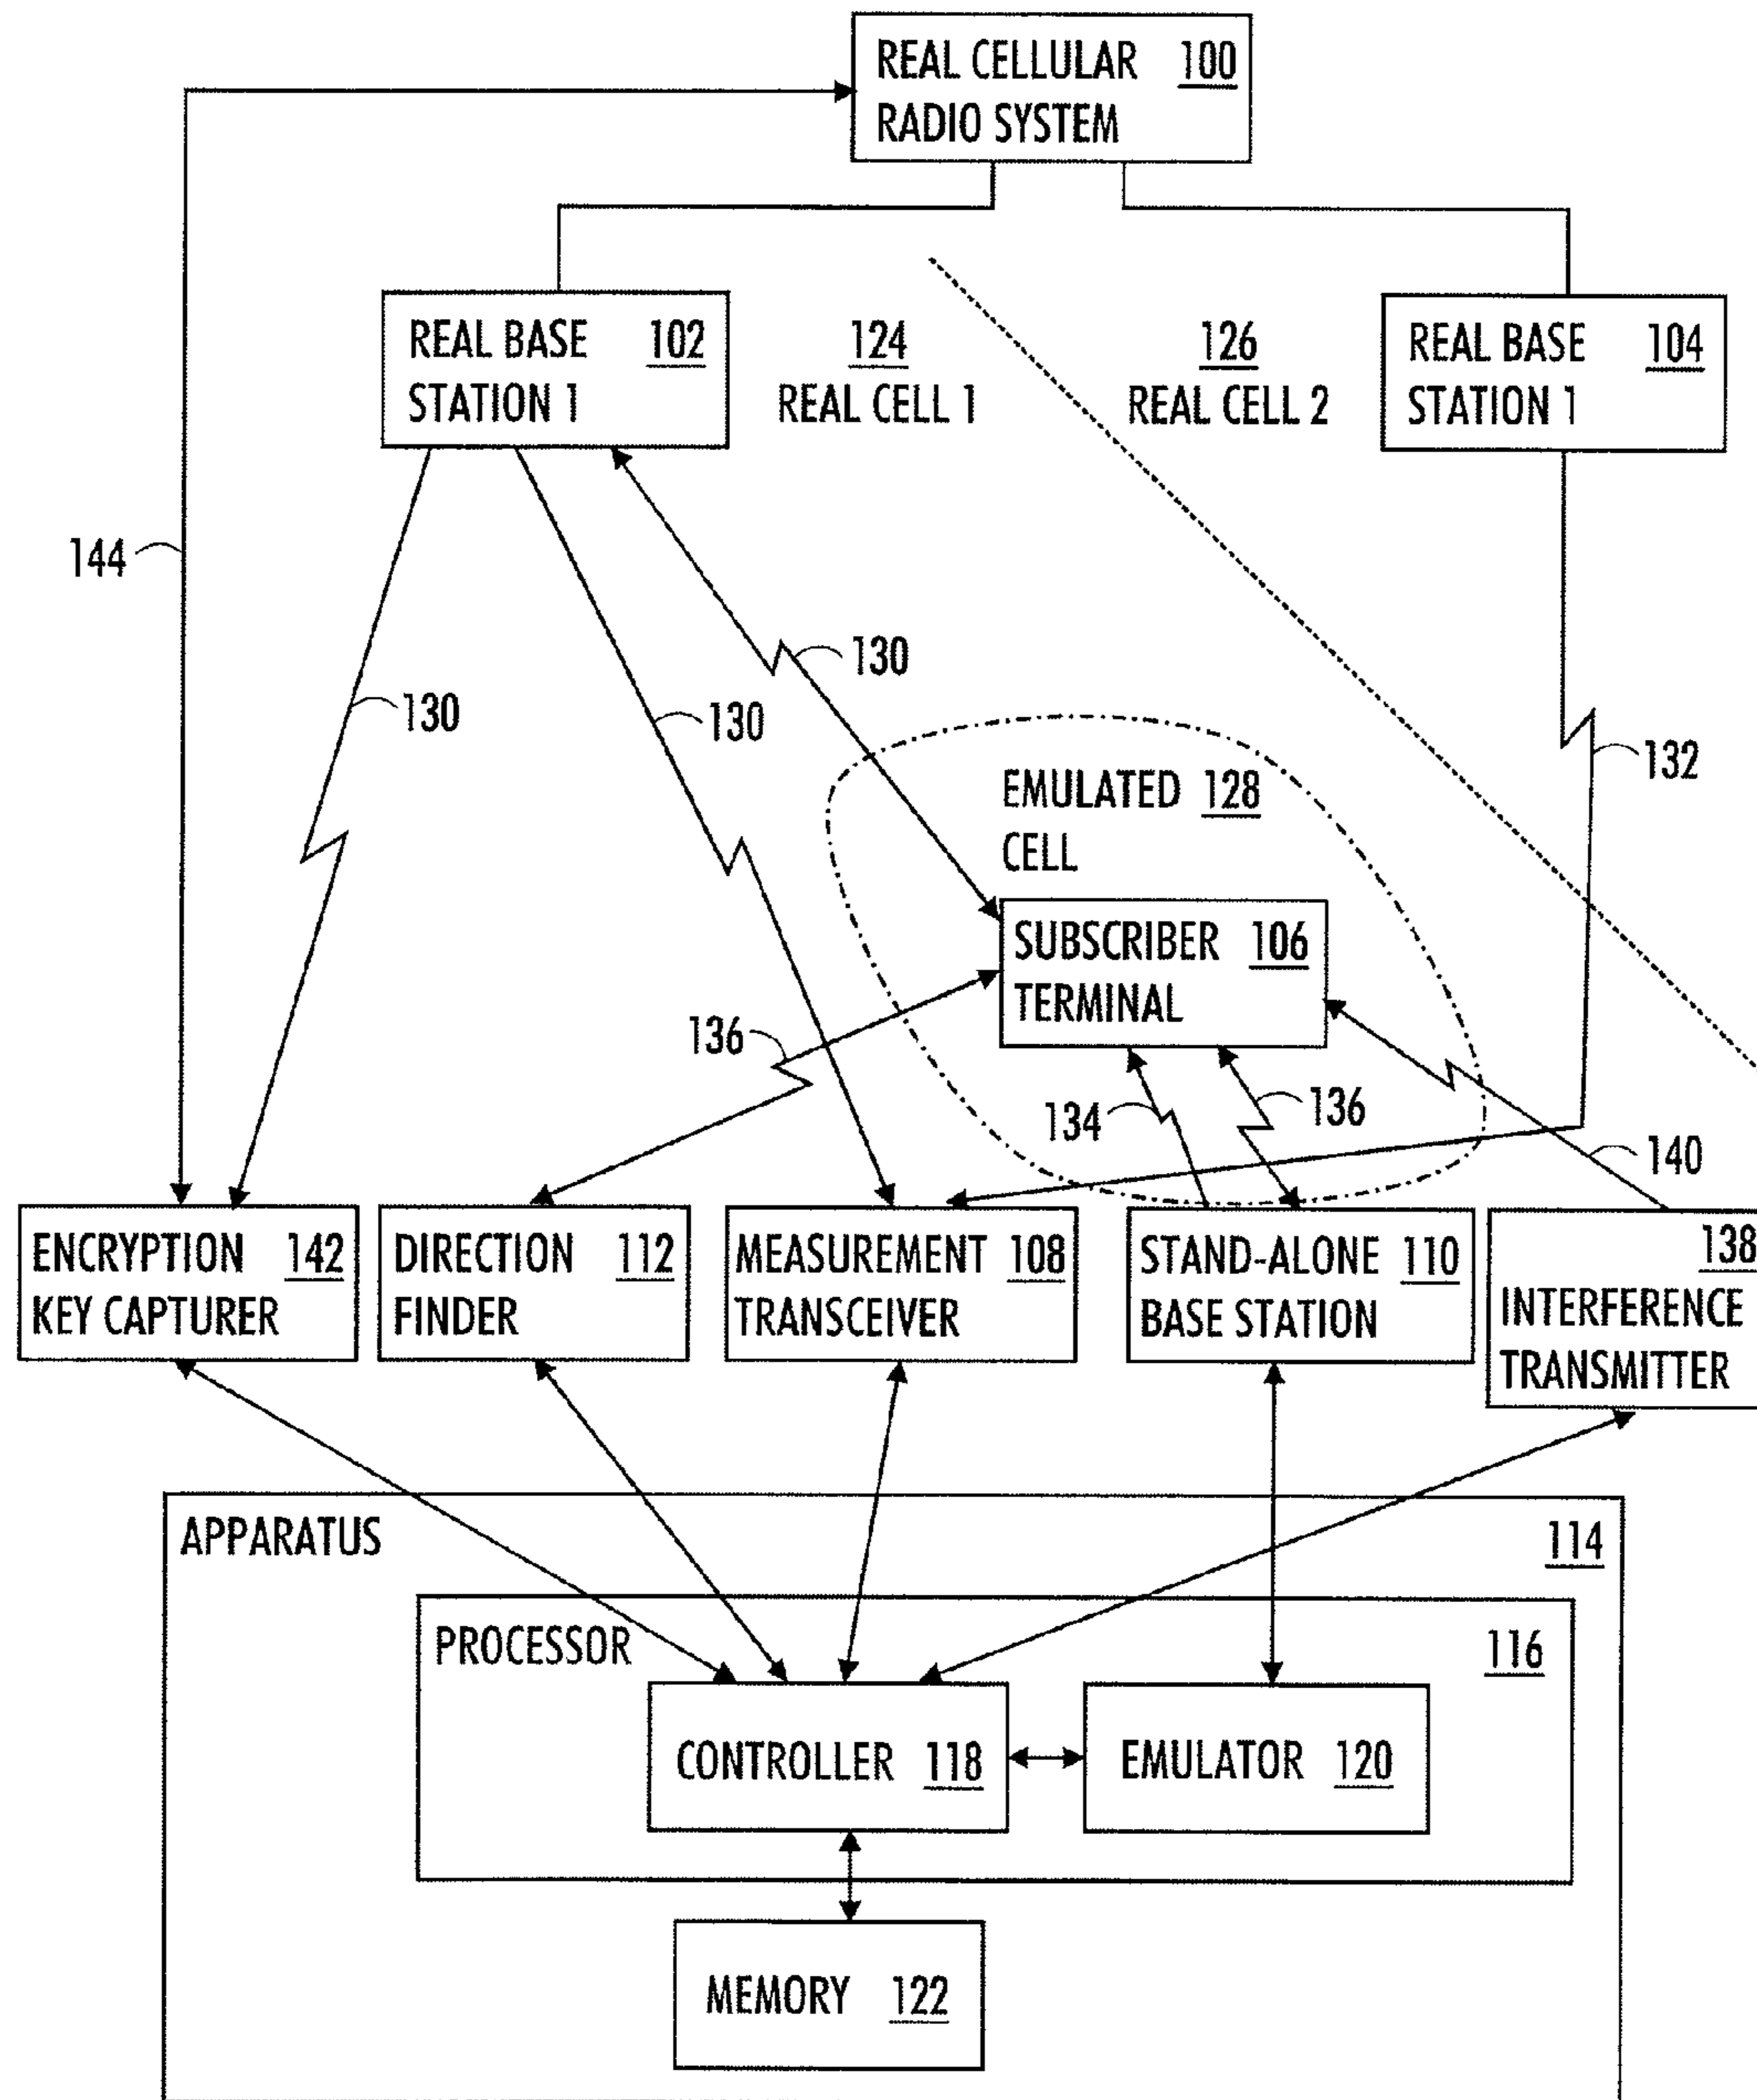 REAL CELLULAR 100
RADIO SYSTEM
REAL BASE 102
STATION 1
124
REAL CELL 1
126
REAL CELL 2
REAL BASE 104
STATION 1
144
130
130
130
132
EMULATED 128
CELL
SUBSCRIBER 106
TERMINAL
136
134
136
140
ENCRYPTION 142
KEY CAPTURER
DIRECTION 112
FINDER
MEASUREMENT 108
TRANSCEIVER
STAND-ALONE 110
BASE STATION
138
INTERFERENCE
TRANSMITTER
APPARATUS 114
PROCESSOR 116
CONTROLLER 118
EMULATOR 120
MEMORY 122